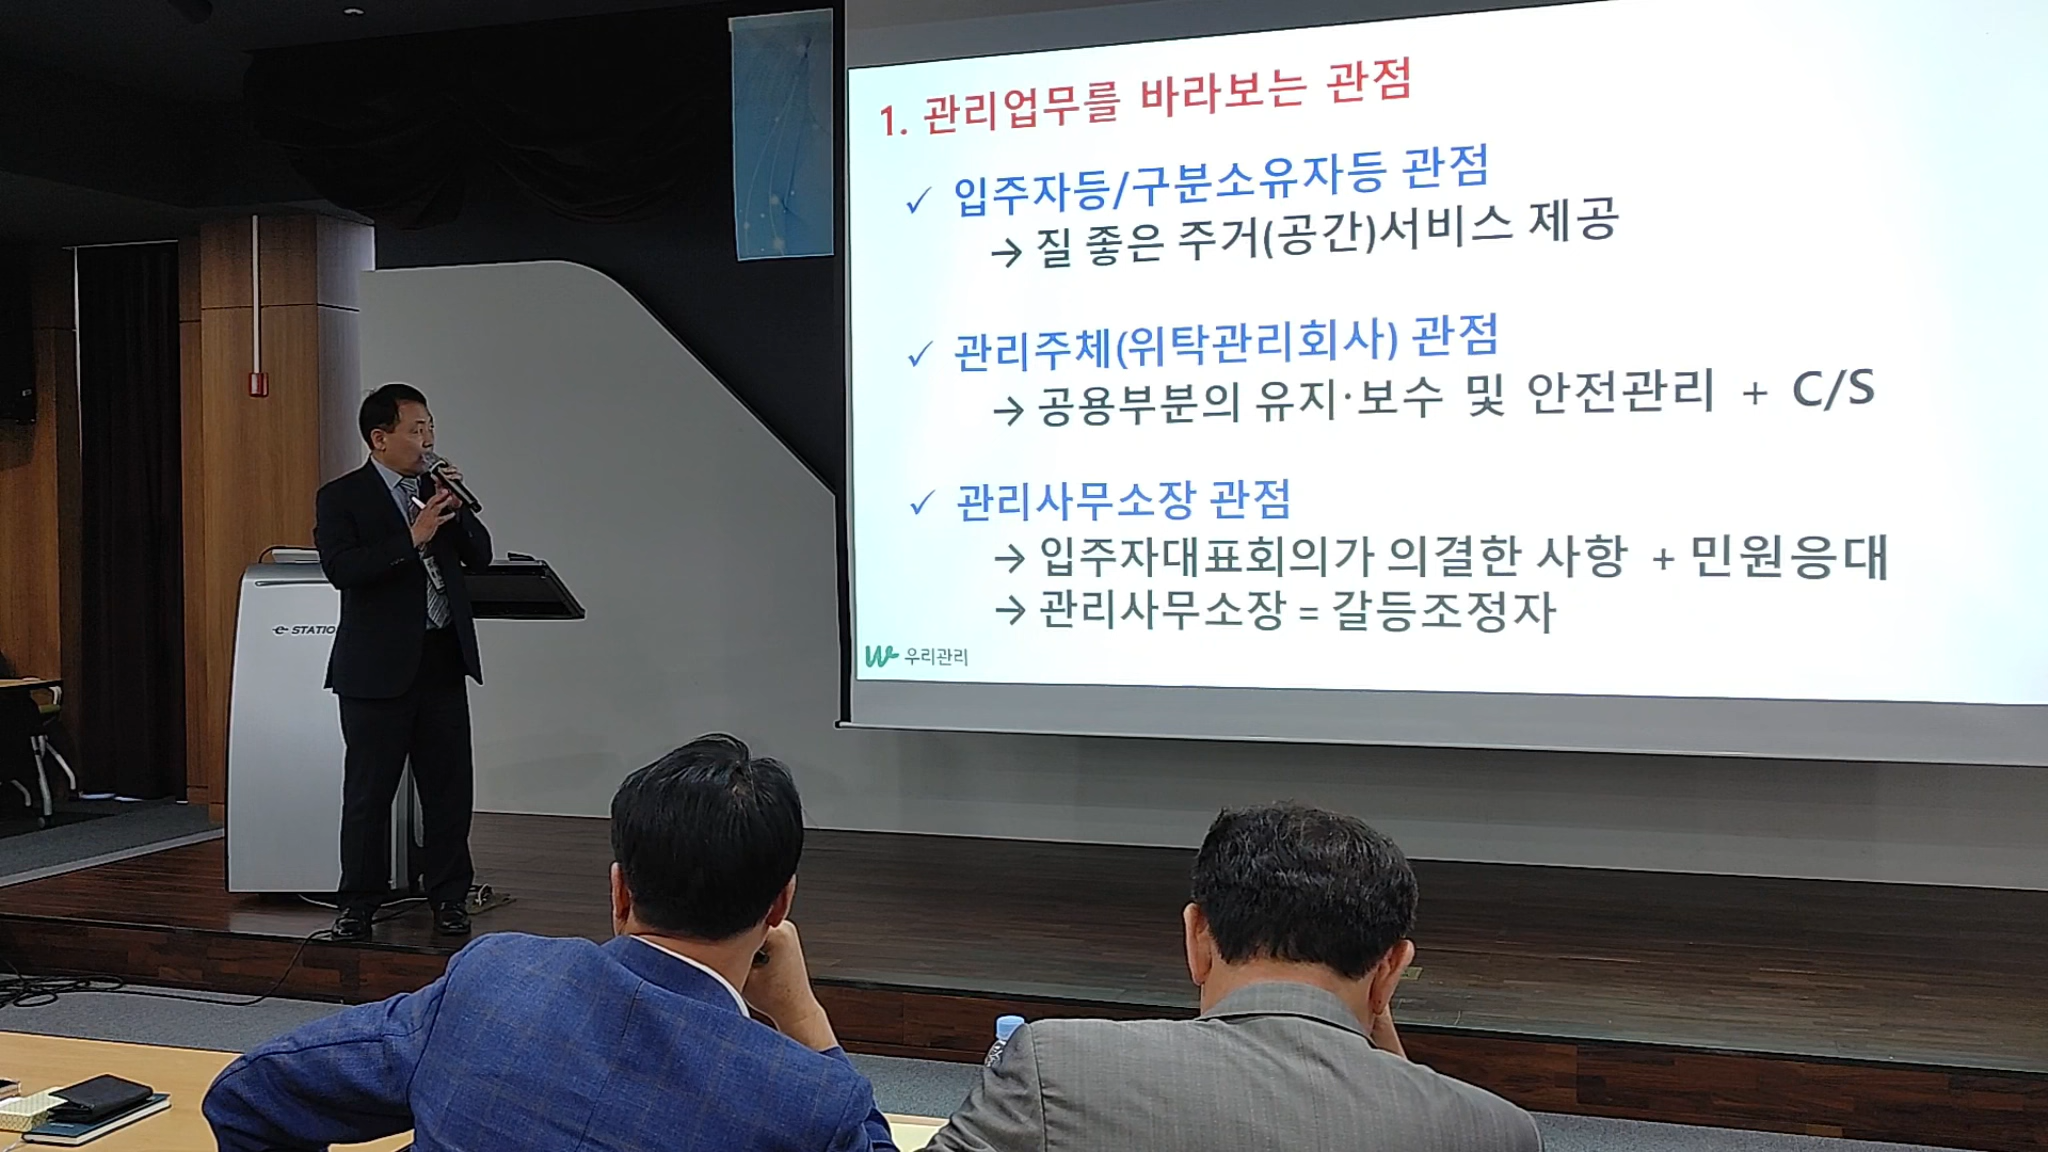 1. 관리업무를 바라보는 관점
✓ 입주자등/구분소유자등 관점
→ 질 좋은 주거(공간)서비스 제공
✓ 관리주체(위탁관리회사) 관점
→ 공용부분의 유지·보수 및 안전관리 + C/S
✓ 관리사무소장 관점
→ 입주자대표회의가 의결한 사항 + 민원응대
→ 관리사무소장 = 갈등조정자
우리관리
e-STATIO